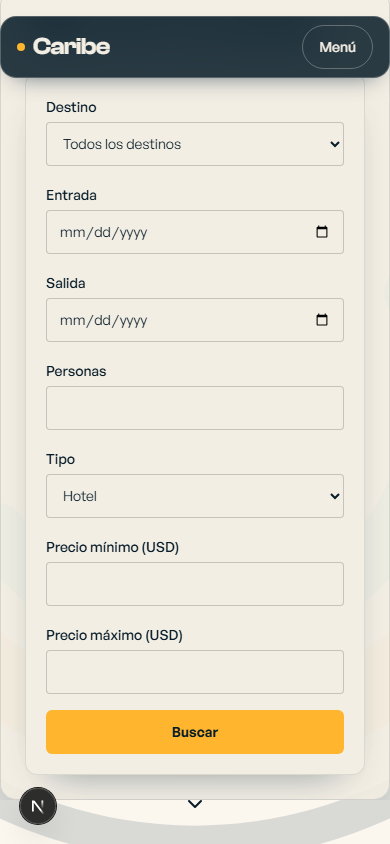 Caribe
Menú
Destino
Todos los destinos
Entrada
mm/dd/yyyy
Salida
mm/dd/yyyy
Personas
Tipo
Hotel
Precio mínimo (USD)
Precio máximo (USD)
Buscar
N